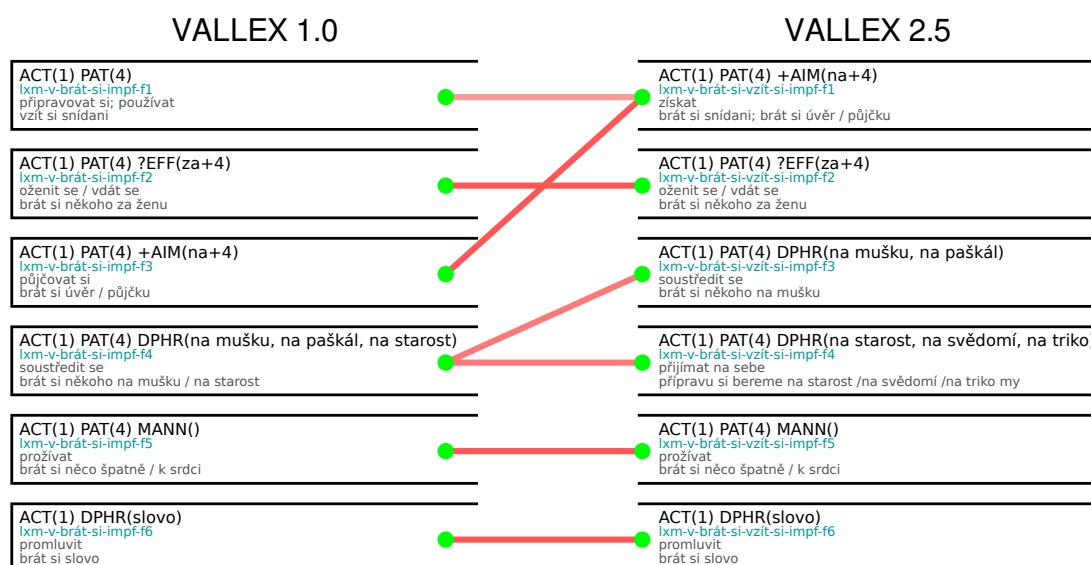 VALLEX 1.0
ACT(1) PAT(4)
lxm-v-brát-si-impf-f1
připravovat si; používat
vzít si snídani
ACT(1) PAT(4) ?EFF(za+4)
lxm-v-brát-si-impf-f2
oženit se / vdát se
brát si někoho za ženu
ACT(1) PAT(4) +AIM(na+4)
lxm-v-brát-si-impf-f3
půjčovat si
brát si úvěr / půjčku
ACT(1) PAT(4) DPHR(na mušku, na paškál, na starost)
lxm-v-brát-si-impf-f4
soustředit se
brát si někoho na mušku / na starost
ACT(1) PAT(4) MANN()
lxm-v-brát-si-impf-f5
prožívat
brát si něco špatně / k srdci
ACT(1) DPHR(slovo)
lxm-v-brát-si-impf-f6
promluvit
brát si slovo
VALLEX 2.5
ACT(1) PAT(4) +AIM(na+4)
lxm-v-brát-si-vzít-si-impf-f1
získat
brát si snídani; brát si úvěr / půjčku
ACT(1) PAT(4) ?EFF(za+4)
lxm-v-brát-si-vzít-si-impf-f2
oženit se / vdát se
brát si někoho za ženu
ACT(1) PAT(4) DPHR(na mušku, na paškál)
lxm-v-brát-si-vzít-si-impf-f3
soustředit se
brát si někoho na mušku
ACT(1) PAT(4) DPHR(na starost, na svědomí, na triko)
lxm-v-brát-si-vzít-si-impf-f4
přijímat na sebe
přípravu si bereme na starost /na svědomí /na triko my
ACT(1) PAT(4) MANN()
lxm-v-brát-si-vzít-si-impf-f5
prožívat
brát si něco špatně / k srdci
ACT(1) DPHR(slovo)
lxm-v-brát-si-vzít-si-impf-f6
promluvit
brát si slovo